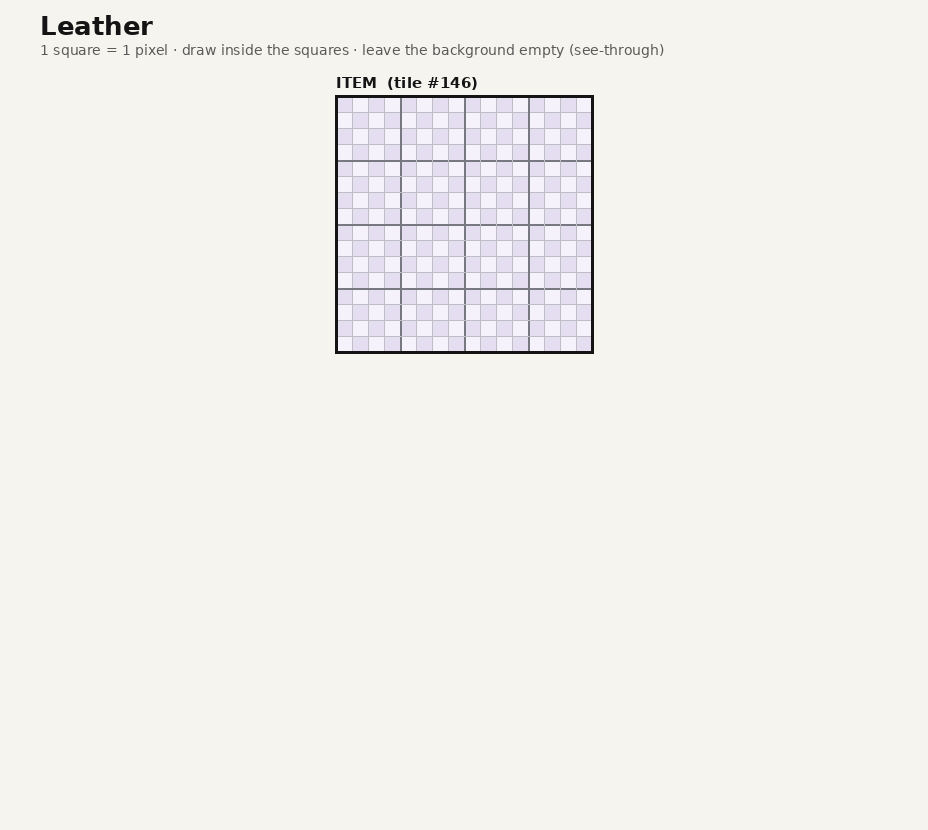 Leather
1 square = 1 pixel · draw inside the squares · leave the background empty (see-through)
ITEM (tile #146)